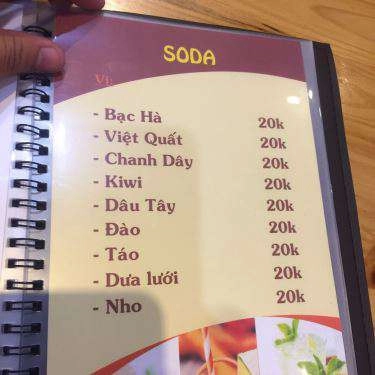 SODA
Vị
- Bạc Hà 20k
- Việt Quất 20k
- Chanh Dây 20k
- Kiwi 20k
- Dâu Tây 20k
- Đào 20k
- Táo 20k
- Dưa lưới 20k
- Nho 20k